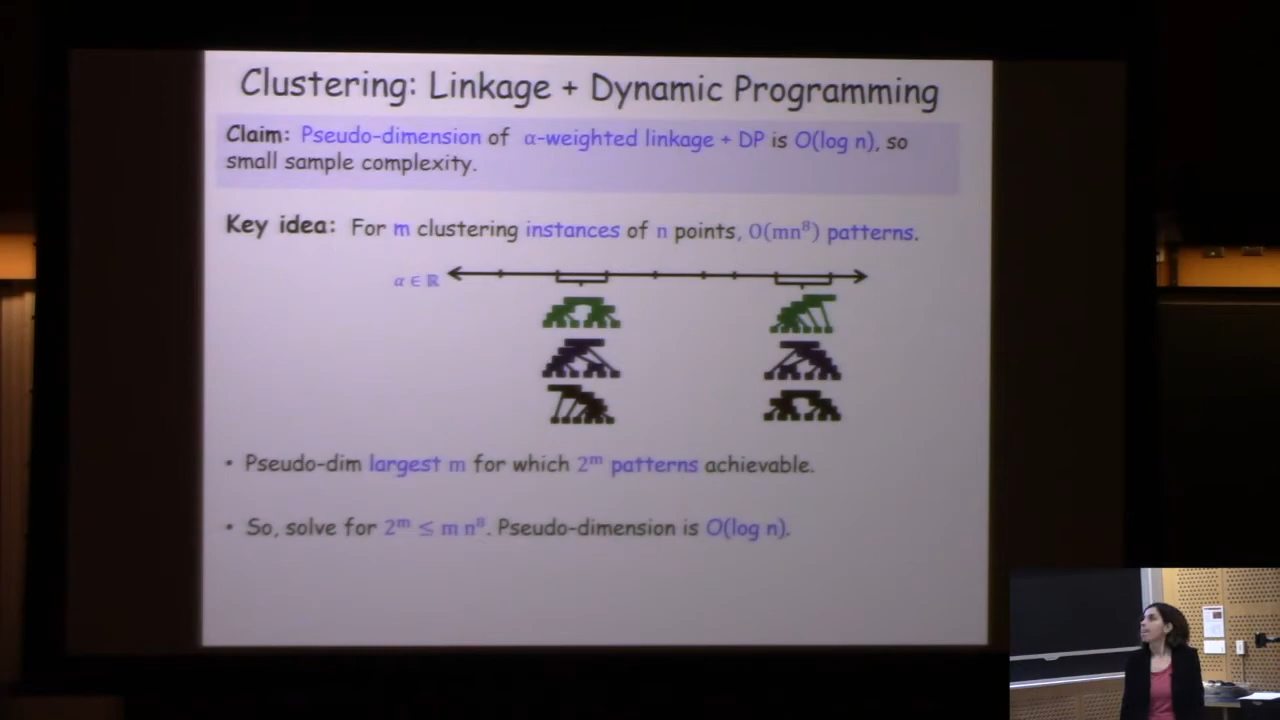 Clustering: Linkage + Dynamic Programming
Claim: Pseudo-dimension of α-weighted linkage + DP is O(log n), so
small sample complexity.
Key idea: For m clustering instances of n points, O(mn⁸) patterns.
α ∈ ℝ
• Pseudo-dim largest m for which 2ᵐ patterns achievable.
• So, solve for 2ᵐ ≤ m n⁸. Pseudo-dimension is O(log n).